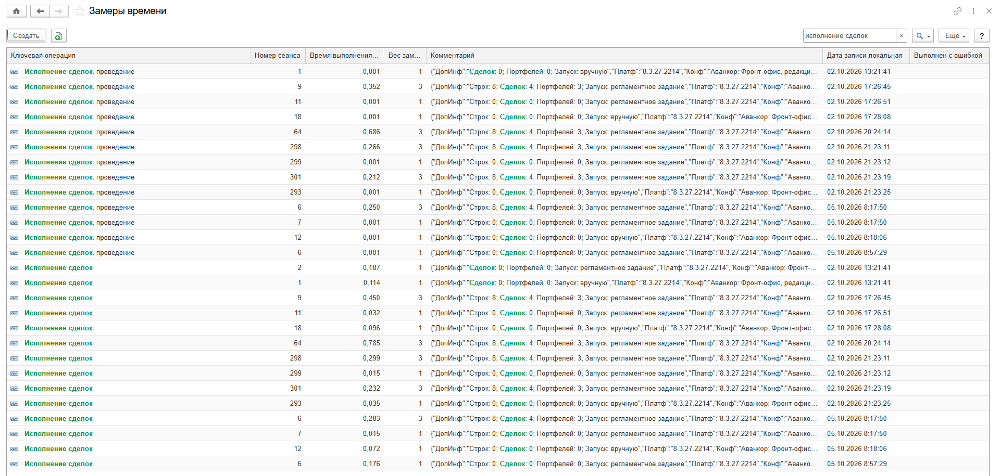 Замеры времени
Создать
исполнение сделок × Еще ?
Ключевая операция Номер сеанса Время выполнения... Вес зам... Комментарий Дата записи локальная Выполнен с ошибкой
Исполнение сделок. проведение 1 0,001 1 {"ДопИнф":"Сделок: 0; Портфелей: 0; Запуск: вручную","Платф":"8.3.27.2214","Конф":"Аванкор: Фронт-офис, редакци... 02.10.2026 13:21:41
Исполнение сделок. проведение 9 0,352 3 {"ДопИнф":"Строк: 8; Сделок: 4; Портфелей: 3; Запуск: регламентное задание","Платф":"8.3.27.2214","Конф":"Аванко... 02.10.2026 17:26:45
Исполнение сделок. проведение 11 0,001 1 {"ДопИнф":"Строк: 0; Сделок: 0; Портфелей: 0; Запуск: регламентное задание","Платф":"8.3.27.2214","Конф":"Аванко... 02.10.2026 17:26:51
Исполнение сделок. проведение 18 0,001 1 {"ДопИнф":"Строк: 0; Сделок: 0; Портфелей: 0; Запуск: вручную","Платф":"8.3.27.2214","Конф":"Аванкор: Фронт-офис... 02.10.2026 17:28:08
Исполнение сделок. проведение 64 0,686 3 {"ДопИнф":"Строк: 8; Сделок: 4; Портфелей: 3; Запуск: регламентное задание","Платф":"8.3.27.2214","Конф":"Аванко... 02.10.2026 20:24:14
Исполнение сделок. проведение 298 0,266 3 {"ДопИнф":"Строк: 8; Сделок: 4; Портфелей: 3; Запуск: регламентное задание","Платф":"8.3.27.2214","Конф":"Аванко... 02.10.2026 21:23:11
Исполнение сделок. проведение 299 0,001 1 {"ДопИнф":"Строк: 0; Сделок: 0; Портфелей: 0; Запуск: регламентное задание","Платф":"8.3.27.2214","Конф":"Аванко... 02.10.2026 21:23:12
Исполнение сделок. проведение 301 0,212 3 {"ДопИнф":"Строк: 8; Сделок: 4; Портфелей: 3; Запуск: регламентное задание","Платф":"8.3.27.2214","Конф":"Аванко... 02.10.2026 21:23:19
Исполнение сделок. проведение 293 0,001 1 {"ДопИнф":"Строк: 0; Сделок: 0; Портфелей: 0; Запуск: вручную","Платф":"8.3.27.2214","Конф":"Аванкор: Фронт-офис... 02.10.2026 21:23:25
Исполнение сделок. проведение 6 0,250 3 {"ДопИнф":"Строк: 8; Сделок: 4; Портфелей: 3; Запуск: регламентное задание","Платф":"8.3.27.2214","Конф":"Аванко... 05.10.2026 8:17:50
Исполнение сделок. проведение 7 0,001 1 {"ДопИнф":"Строк: 0; Сделок: 0; Портфелей: 0; Запуск: регламентное задание","Платф":"8.3.27.2214","Конф":"Аванко... 05.10.2026 8:17:50
Исполнение сделок. проведение 12 0,001 1 {"ДопИнф":"Строк: 0; Сделок: 0; Портфелей: 0; Запуск: вручную","Платф":"8.3.27.2214","Конф":"Аванкор: Фронт-офис... 05.10.2026 8:18:06
Исполнение сделок. проведение 6 0,001 1 {"ДопИнф":"Строк: 0; Сделок: 0; Портфелей: 0; Запуск: регламентное задание","Платф":"8.3.27.2214","Конф":"Аванко... 05.10.2026 8:57:29
Исполнение сделок 2 0,187 1 {"ДопИнф":"Сделок: 0; Портфелей: 0; Запуск: регламентное задание","Платф":"8.3.27.2214","Конф":"Аванкор: Фронт-... 02.10.2026 13:21:41
Исполнение сделок 1 0,114 1 {"ДопИнф":"Сделок: 0; Портфелей: 0; Запуск: вручную","Платф":"8.3.27.2214","Конф":"Аванкор: Фронт-офис, редакци... 02.10.2026 13:21:41
Исполнение сделок 9 0,450 3 {"ДопИнф":"Строк: 8; Сделок: 4; Портфелей: 3; Запуск: регламентное задание","Платф":"8.3.27.2214","Конф":"Аванко... 02.10.2026 17:26:45
Исполнение сделок 11 0,032 1 {"ДопИнф":"Строк: 0; Сделок: 0; Портфелей: 0; Запуск: регламентное задание","Платф":"8.3.27.2214","Конф":"Аванко... 02.10.2026 17:26:51
Исполнение сделок 18 0,096 1 {"ДопИнф":"Строк: 0; Сделок: 0; Портфелей: 0; Запуск: вручную","Платф":"8.3.27.2214","Конф":"Аванкор: Фронт-офис... 02.10.2026 17:28:08
Исполнение сделок 64 0,785 3 {"ДопИнф":"Строк: 8; Сделок: 4; Портфелей: 3; Запуск: регламентное задание","Платф":"8.3.27.2214","Конф":"Аванко... 02.10.2026 20:24:14
Исполнение сделок 298 0,299 3 {"ДопИнф":"Строк: 8; Сделок: 4; Портфелей: 3; Запуск: регламентное задание","Платф":"8.3.27.2214","Конф":"Аванко... 02.10.2026 21:23:11
Исполнение сделок 299 0,015 1 {"ДопИнф":"Строк: 0; Сделок: 0; Портфелей: 0; Запуск: регламентное задание","Платф":"8.3.27.2214","Конф":"Аванко... 02.10.2026 21:23:12
Исполнение сделок 301 0,232 3 {"ДопИнф":"Строк: 8; Сделок: 4; Портфелей: 3; Запуск: регламентное задание","Платф":"8.3.27.2214","Конф":"Аванко... 02.10.2026 21:23:19
Исполнение сделок 293 0,035 1 {"ДопИнф":"Строк: 0; Сделок: 0; Портфелей: 0; Запуск: вручную","Платф":"8.3.27.2214","Конф":"Аванкор: Фронт-офис... 02.10.2026 21:23:25
Исполнение сделок 6 0,283 3 {"ДопИнф":"Строк: 8; Сделок: 4; Портфелей: 3; Запуск: регламентное задание","Платф":"8.3.27.2214","Конф":"Аванко... 05.10.2026 8:17:50
Исполнение сделок 7 0,015 1 {"ДопИнф":"Строк: 0; Сделок: 0; Портфелей: 0; Запуск: регламентное задание","Платф":"8.3.27.2214","Конф":"Аванко... 05.10.2026 8:17:50
Исполнение сделок 12 0,072 1 {"ДопИнф":"Строк: 0; Сделок: 0; Портфелей: 0; Запуск: вручную","Платф":"8.3.27.2214","Конф":"Аванкор: Фронт-офис... 05.10.2026 8:18:06
Исполнение сделок 6 0,176 1 {"ДопИнф":"Строк: 0; Сделок: 0; Портфелей: 0; Запуск: регламентное задание","Платф":"8.3.27.2214","Конф":"Аванко... 05.10.2026 8:57:29